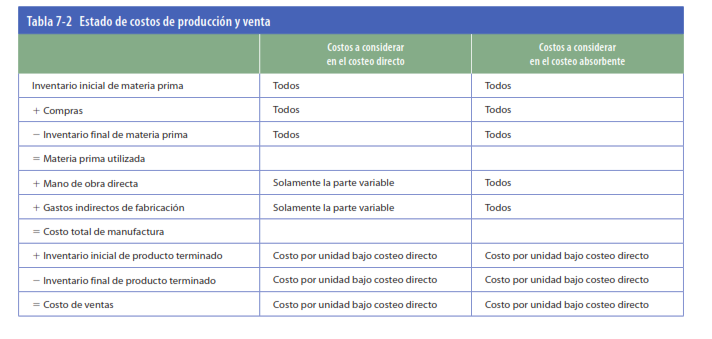 Tabla 7-2 Estado de costos de producción y venta
Costos a considerar Costos a considerar
en el costeo directo en el costeo absorbente
Inventario inicial de materia prima Todos Todos
+ Compras Todos Todos
− Inventario final de materia prima Todos Todos
= Materia prima utilizada
+ Mano de obra directa Solamente la parte variable Todos
+ Gastos indirectos de fabricación Solamente la parte variable Todos
= Costo total de manufactura
+ Inventario inicial de producto terminado Costo por unidad bajo costeo directo Costo por unidad bajo costeo directo
− Inventario final de producto terminado Costo por unidad bajo costeo directo Costo por unidad bajo costeo directo
= Costo de ventas Costo por unidad bajo costeo directo Costo por unidad bajo costeo directo